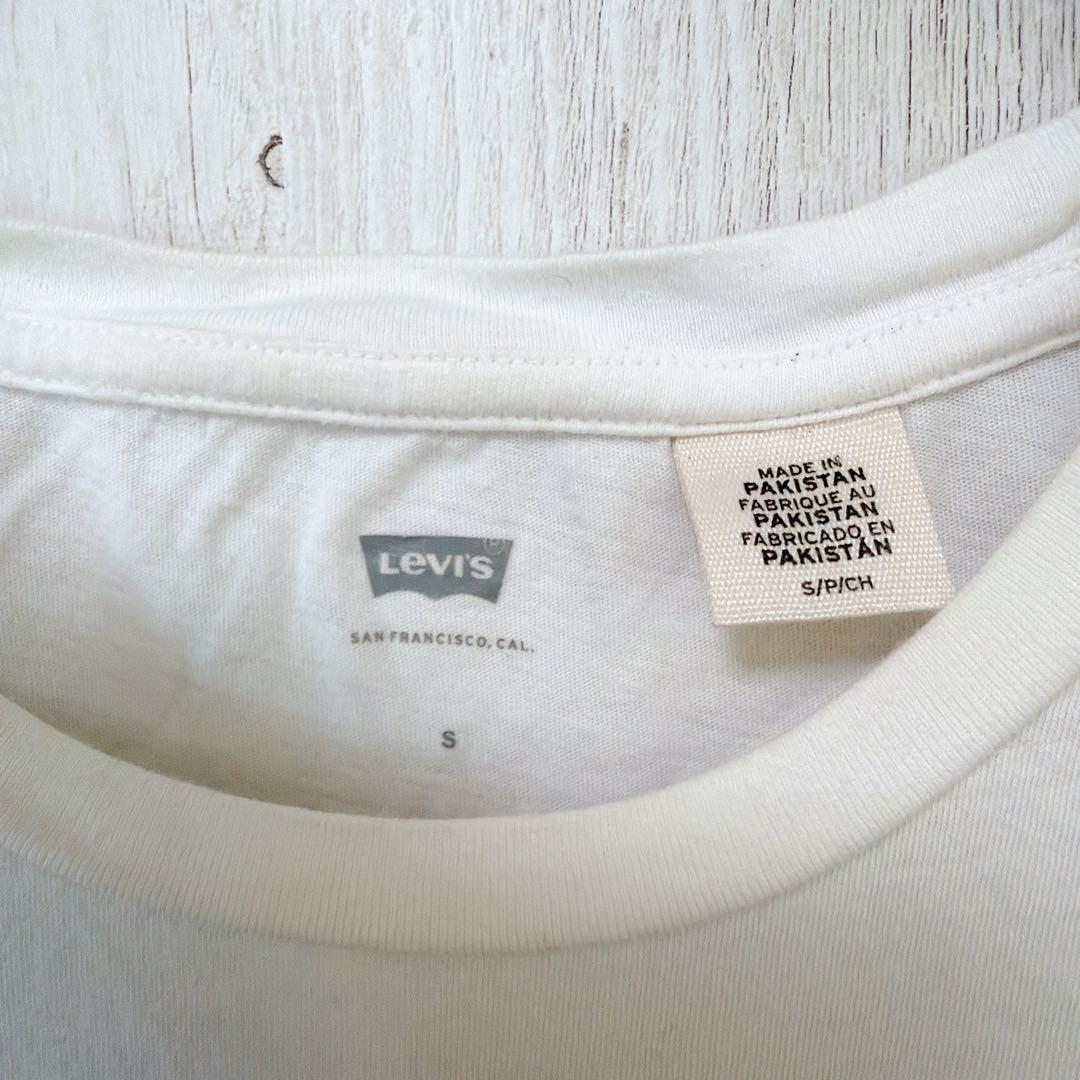 LEVI'S®
SAN FRANCISCO, CAL.
S
MADE IN
PAKISTAN
FABRIQUE AU
PAKISTAN
FABRICADO EN
PAKISTÁN
S/P/CH